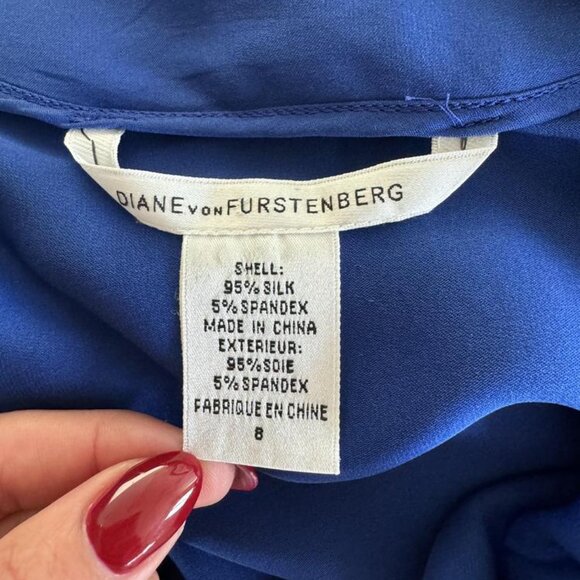 DIANE VON FURSTENBERG
SHELL:
95% SILK
5% SPANDEX
MADE IN CHINA
EXTERIEUR:
95% SOIE
5% SPANDEX
FABRIQUE EN CHINE
8